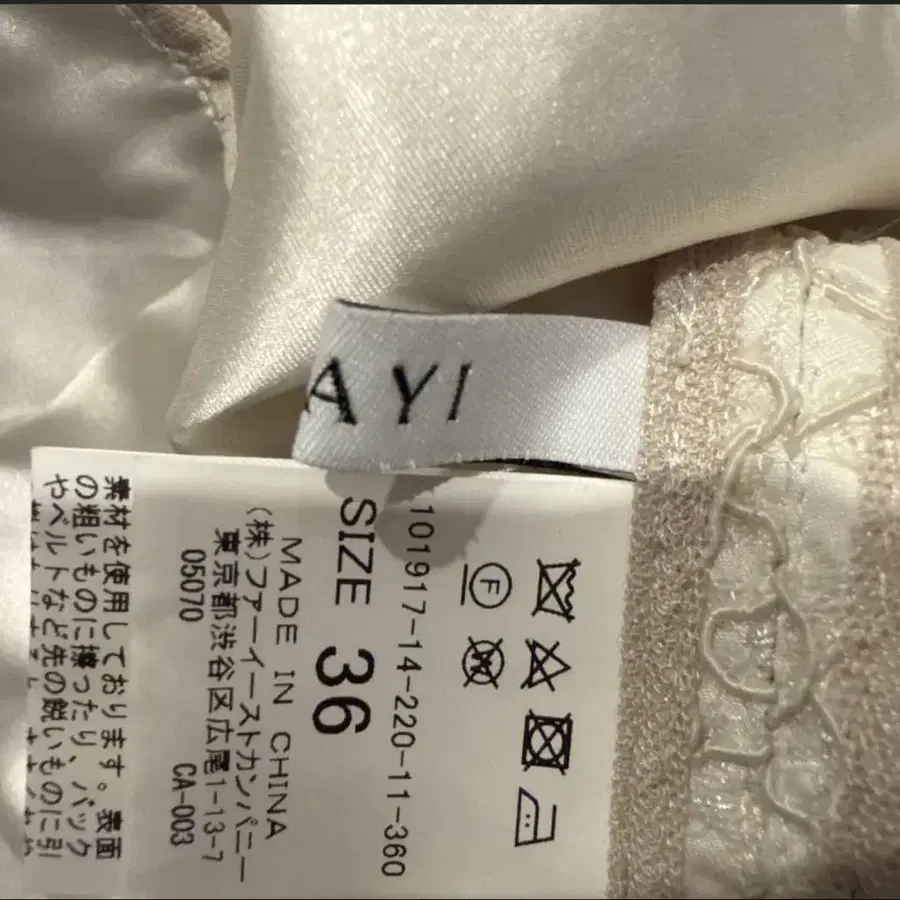 AYI
101917-14-220-11-360
SIZE 36
MADE IN CHINA
(株)ファーイーストカンパニー
東京都渋谷区広尾1-13-7
05070 CA-003
素材を使用しております。表面
の粗いものに擦ったり、バック
やベルトなど先の鋭いものに引